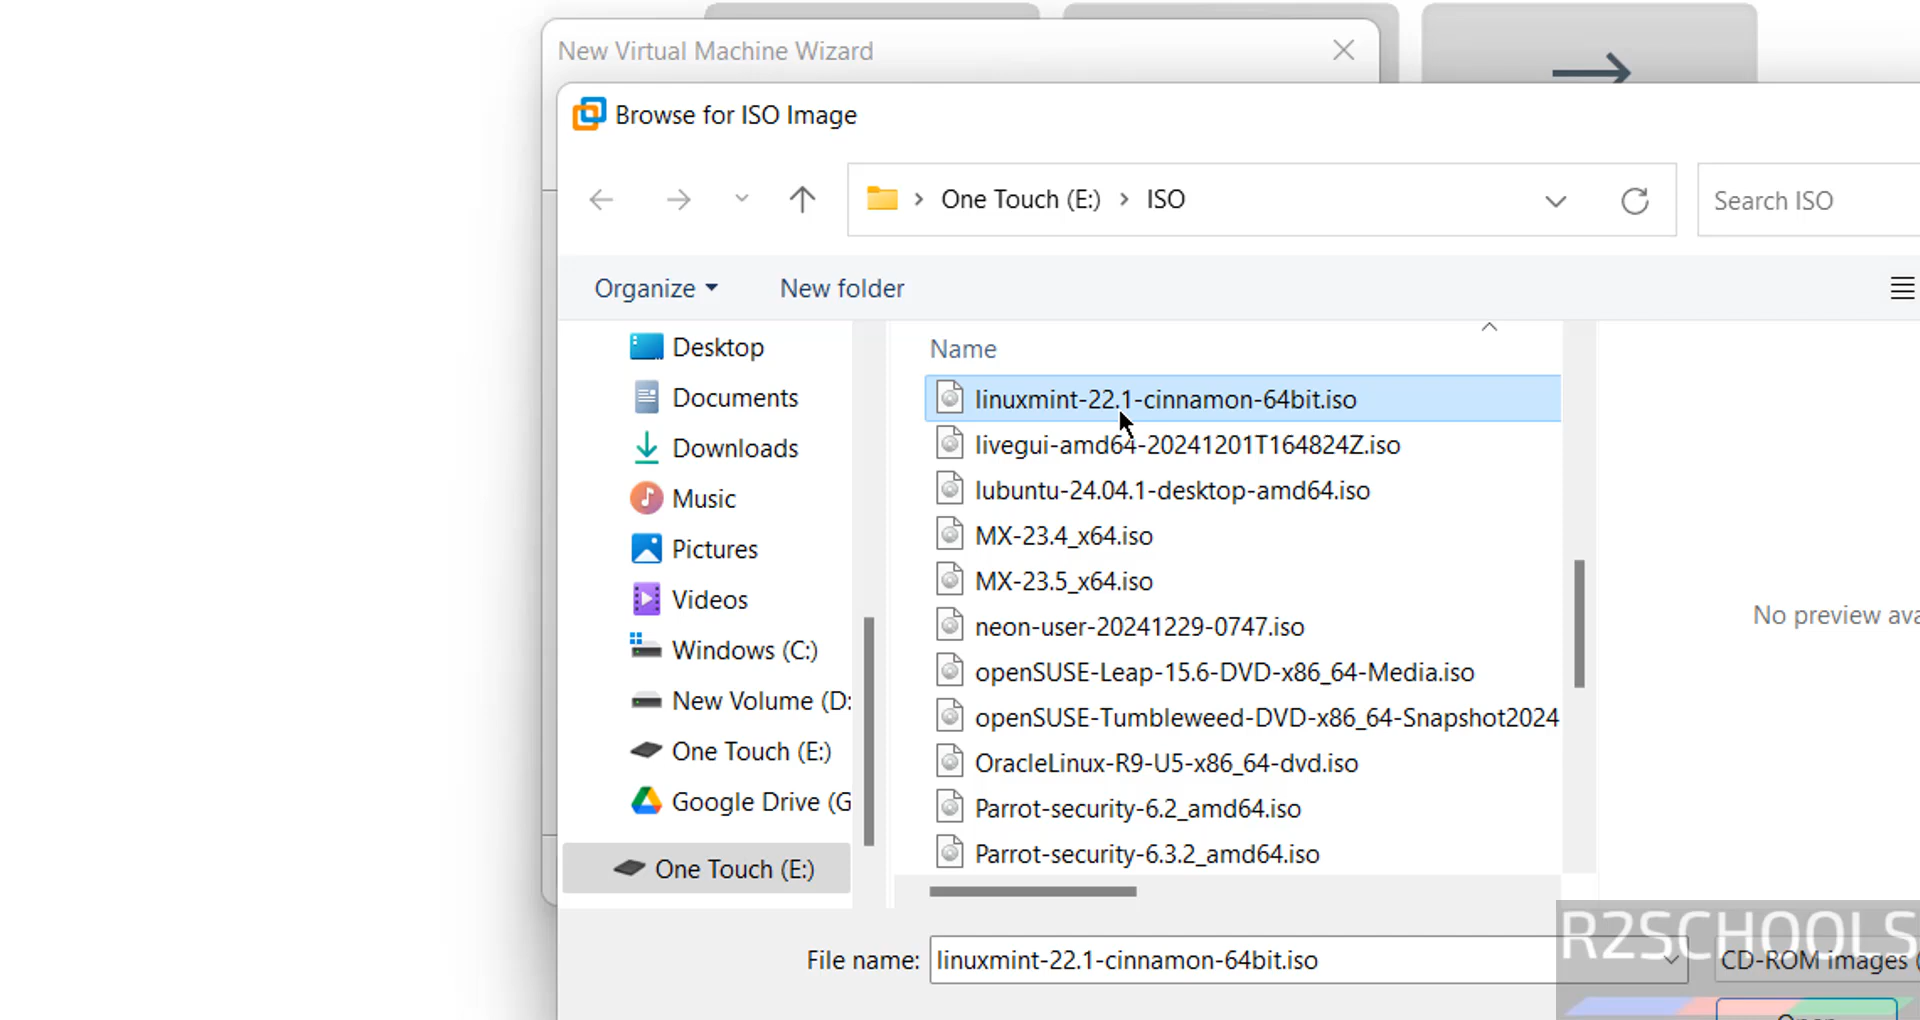 New Virtual Machine Wizard
Browse for ISO Image
One Touch (E:) > ISO
Search ISO
Organize
New folder
Desktop
Documents
Downloads
Music
Pictures
Videos
Windows (C:)
New Volume (D:
One Touch (E:)
Google Drive (G
One Touch (E:)
Name
linuxmint-22.1-cinnamon-64bit.iso
livegui-amd64-20241201T164824Z.iso
lubuntu-24.04.1-desktop-amd64.iso
MX-23.4_x64.iso
MX-23.5_x64.iso
neon-user-20241229-0747.iso
openSUSE-Leap-15.6-DVD-x86_64-Media.iso
openSUSE-Tumbleweed-DVD-x86_64-Snapshot2024
OracleLinux-R9-U5-x86_64-dvd.iso
Parrot-security-6.2_amd64.iso
Parrot-security-6.3.2_amd64.iso
No preview ava
File name: linuxmint-22.1-cinnamon-64bit.iso
CD-ROM images (
R2SCHOOLS